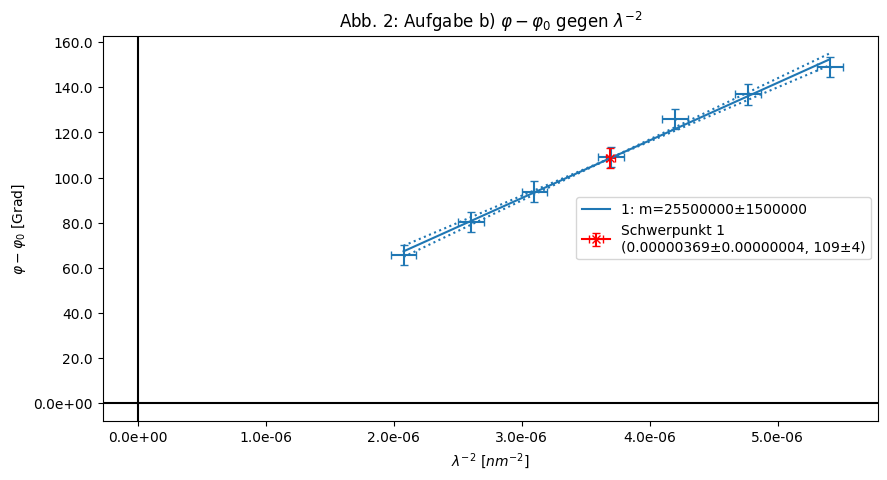 Abb. 2: Aufgabe b) φ − φ₀ gegen λ⁻²
160.0
140.0
120.0
100.0
80.0
60.0
40.0
20.0
0.0e+00
φ − φ₀ [Grad]
1: m=25500000±1500000
Schwerpunkt 1
(0.00000369±0.00000004, 109±4)
0.0e+00 1.0e-06 2.0e-06 3.0e-06 4.0e-06 5.0e-06
λ⁻² [nm⁻²]